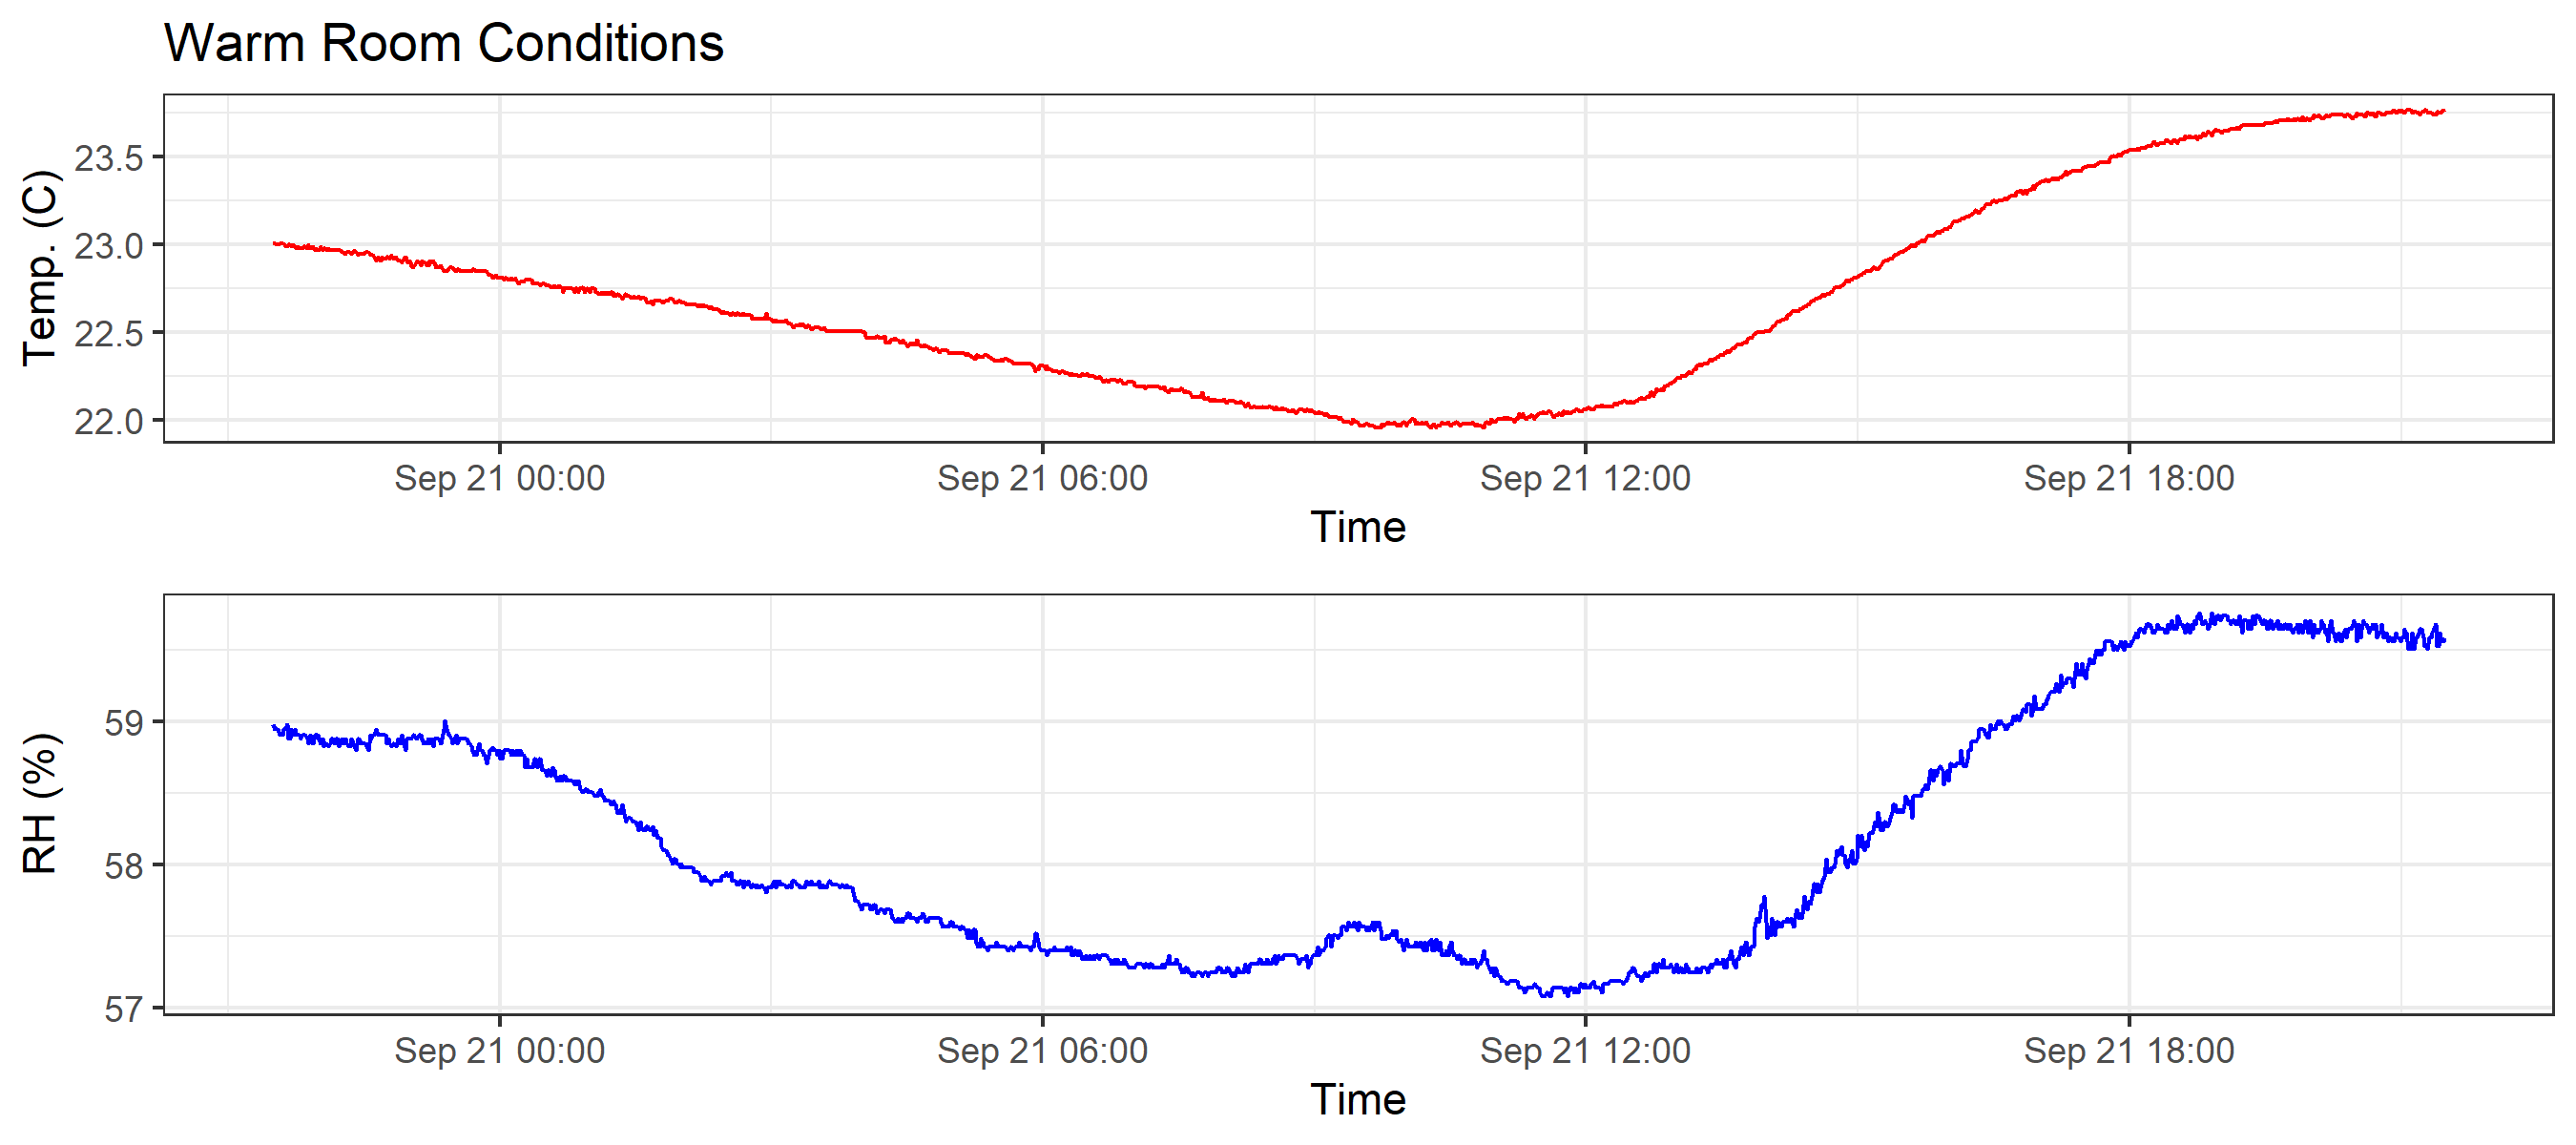 Warm Room Conditions
Temp. (C)
23.5
23.0
22.5
22.0
Sep 21 00:00 Sep 21 06:00 Sep 21 12:00 Sep 21 18:00
Time
RH (%)
59
58
57
Sep 21 00:00 Sep 21 06:00 Sep 21 12:00 Sep 21 18:00
Time